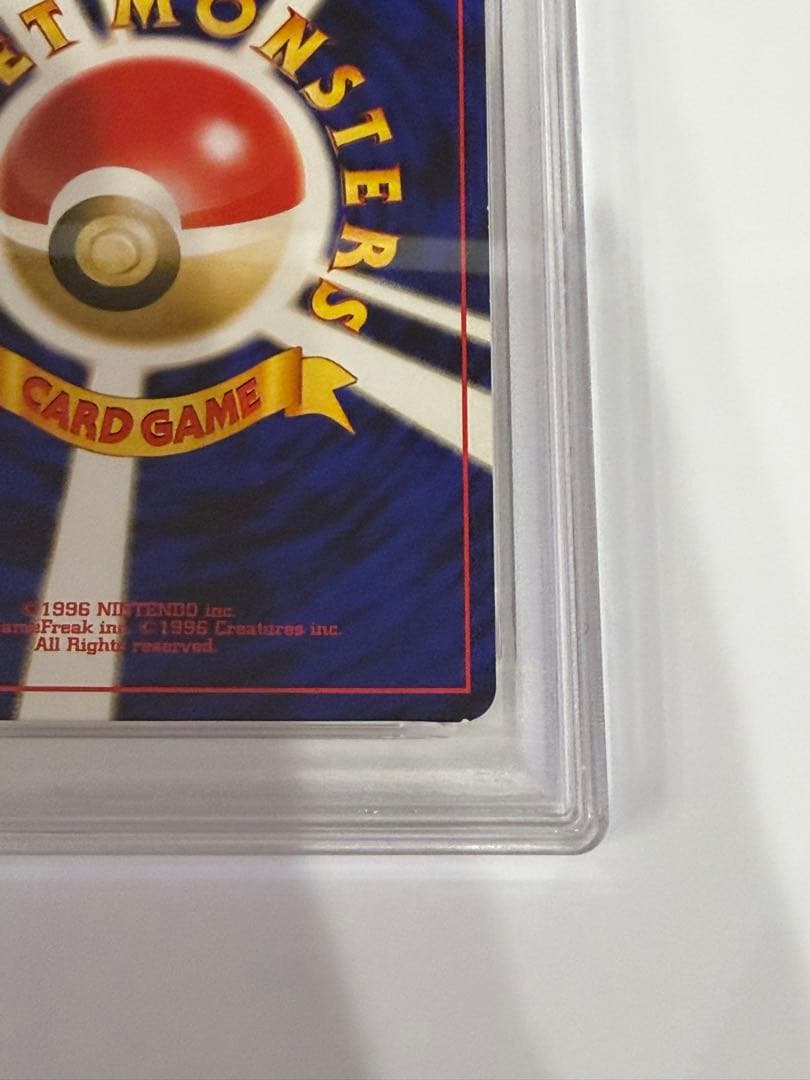 ET MONSTERS
CARD GAME
©1996 NINTENDO inc.
ameFreak inc. ©1996 Creatures inc.
All Rights reserved.